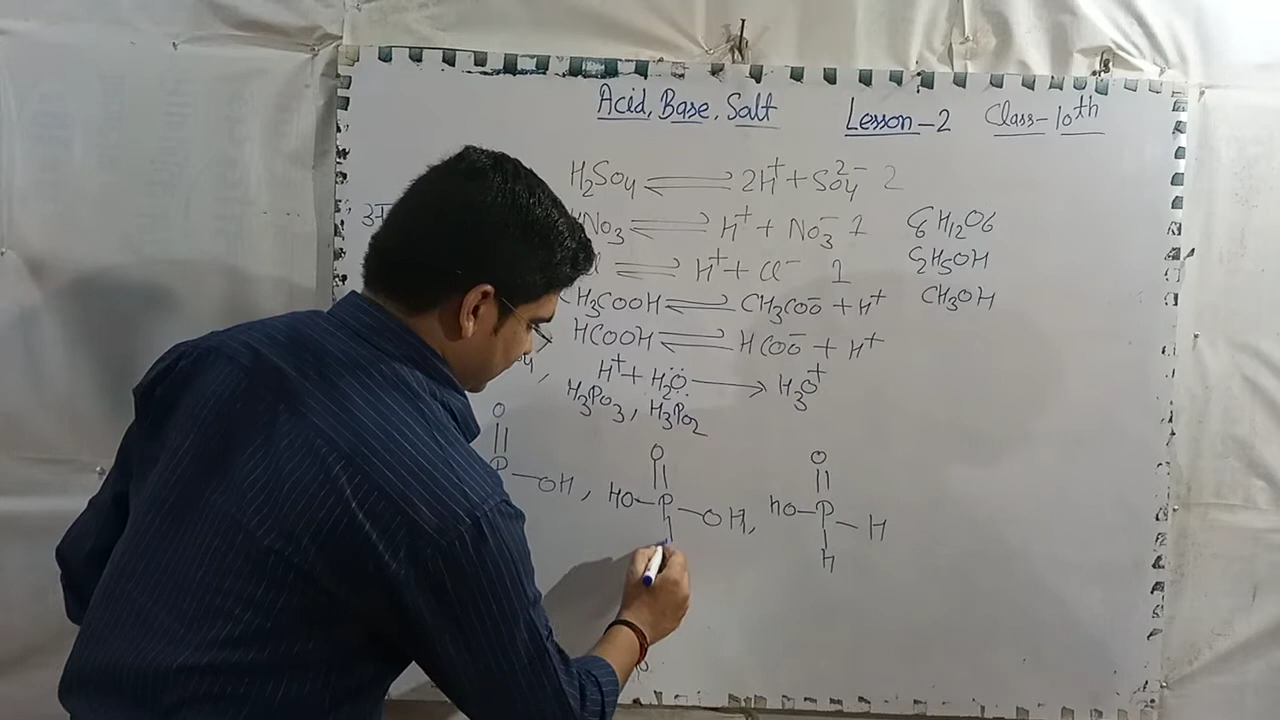 Acid, Base, Salt Lesson-2 Class-10th
H2So4 ⇌ 2H+ + So4 2- 2
No3 ⇌ H+ + No3- 1 C6H12O6
⇌ H+ + Cl- 1 C2H5OH
CH3COOH ⇌ CH3COO- + H+ CH3OH
HCOOH ⇌ HCOO- + H+
H+ + H2O → H3O+
H3Po3, H3Po2
O O O
P-OH, HO-P-OH, HO-P-H
H